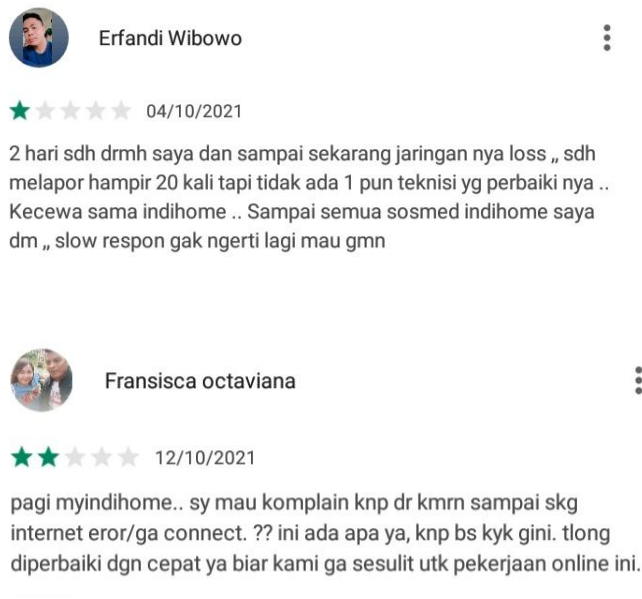 Erfandi Wibowo
04/10/2021
2 hari sdh drmh saya dan sampai sekarang jaringan nya loss ,, sdh
melapor hampir 20 kali tapi tidak ada 1 pun teknisi yg perbaiki nya ..
Kecewa sama indihome .. Sampai semua sosmed indihome saya
dm ,, slow respon gak ngerti lagi mau gmn
Fransisca octaviana
12/10/2021
pagi myindihome.. sy mau komplain knp dr kmrn sampai skg
internet eror/ga connect. ?? ini ada apa ya, knp bs kyk gini. tlong
diperbaiki dgn cepat ya biar kami ga sesulit utk pekerjaan online ini.